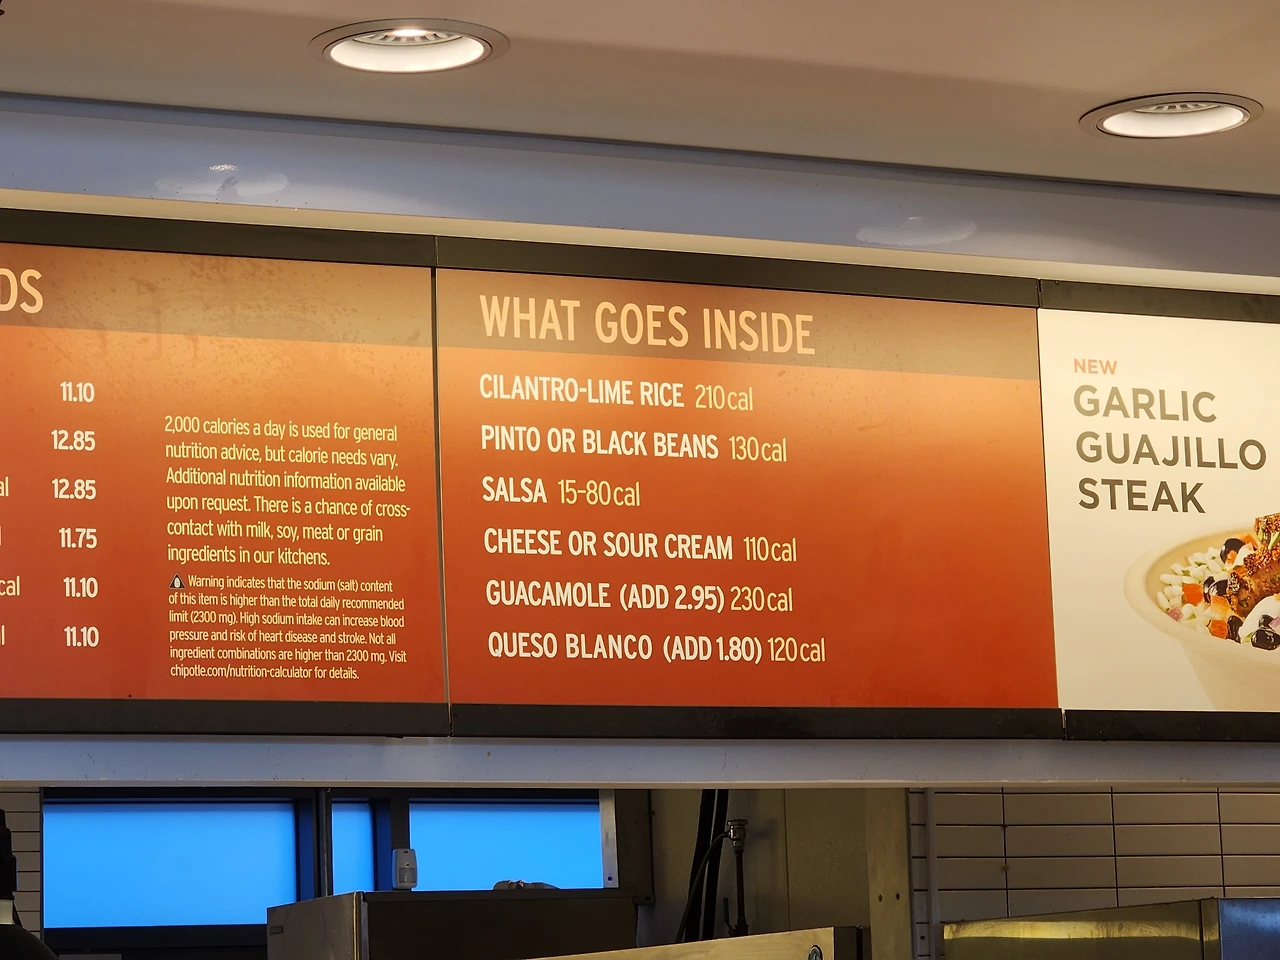 DS
11.10
12.85
al 12.85
11.75
cal 11.10
11.10
2,000 calories a day is used for general
nutrition advice, but calorie needs vary.
Additional nutrition information available
upon request. There is a chance of cross-
contact with milk, soy, meat or grain
ingredients in our kitchens.
Warning indicates that the sodium (salt) content
of this item is higher than the total daily recommended
limit (2300 mg). High sodium intake can increase blood
pressure and risk of heart disease and stroke. Not all
ingredient combinations are higher than 2300 mg. Visit
chipotle.com/nutrition-calculator for details.
WHAT GOES INSIDE
CILANTRO-LIME RICE 210 cal
PINTO OR BLACK BEANS 130 cal
SALSA 15-80 cal
CHEESE OR SOUR CREAM 110 cal
GUACAMOLE (ADD 2.95) 230 cal
QUESO BLANCO (ADD 1.80) 120 cal
NEW
GARLIC
GUAJILLO
STEAK